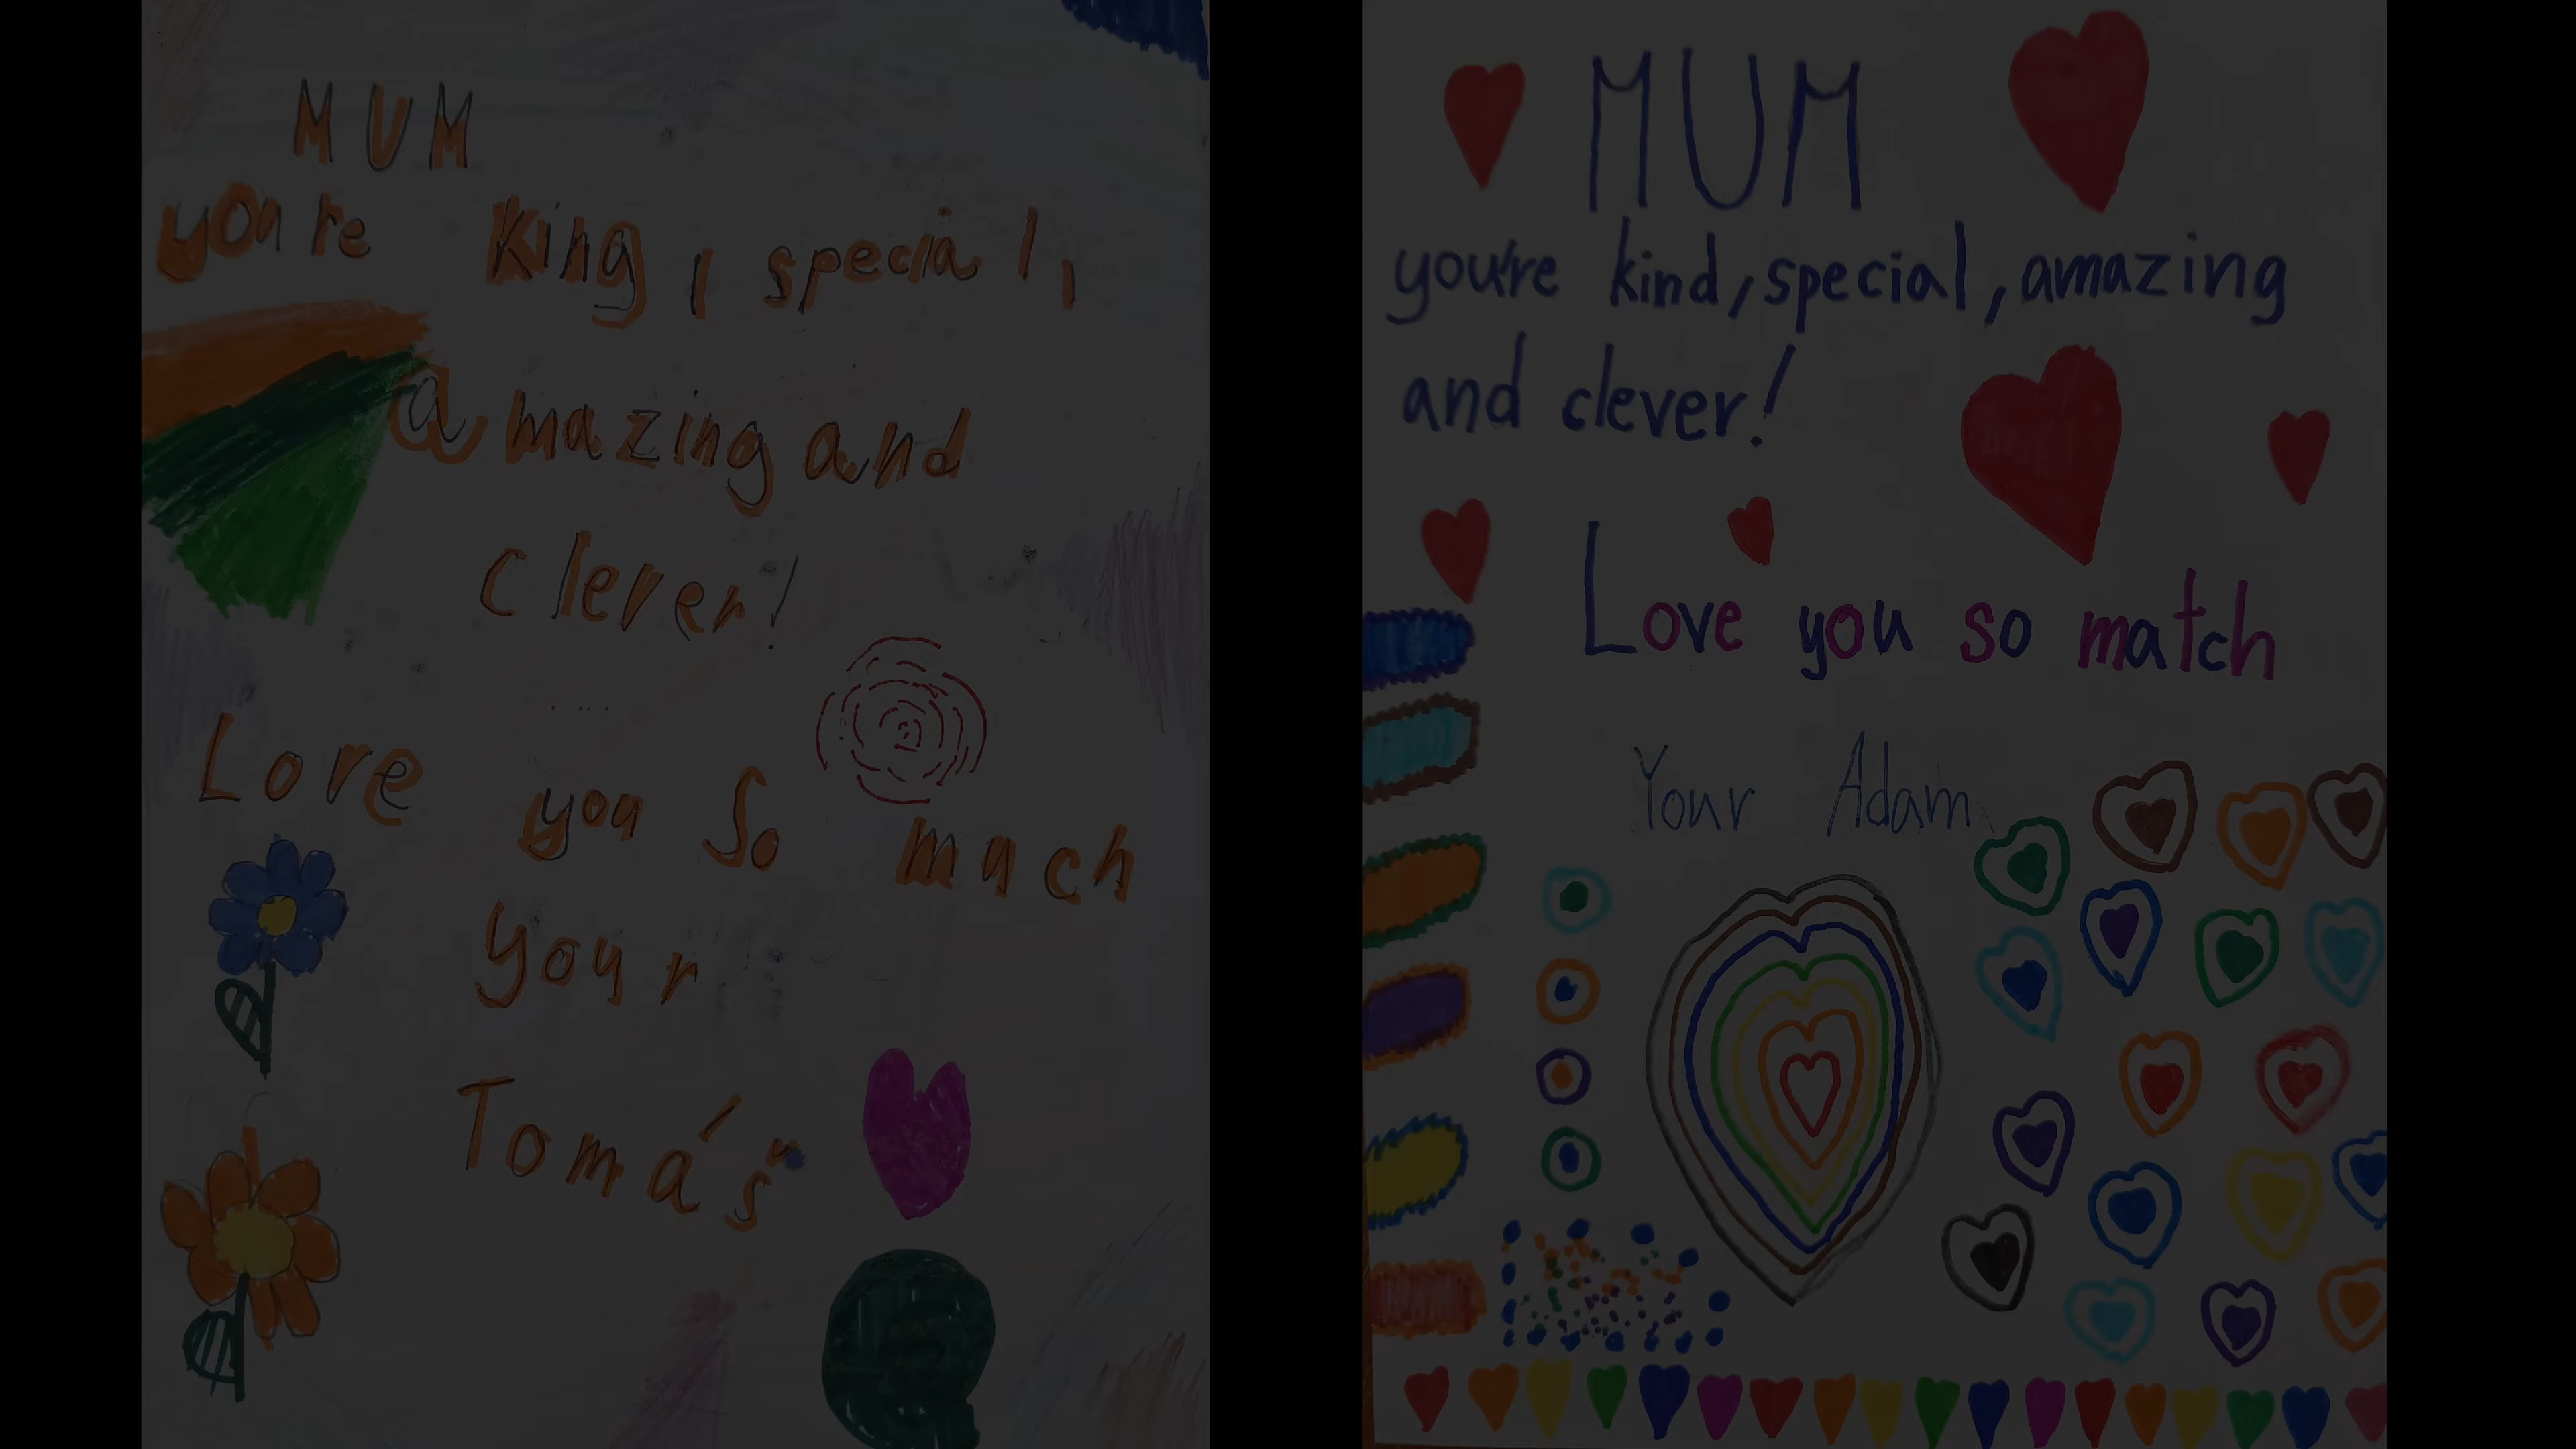 MUM
you're King, special,
amazing and
clever!
Love you So much
your
Tomáš
MUM
you're kind, special, amazing
and clever!
Love you so match
Your Adam